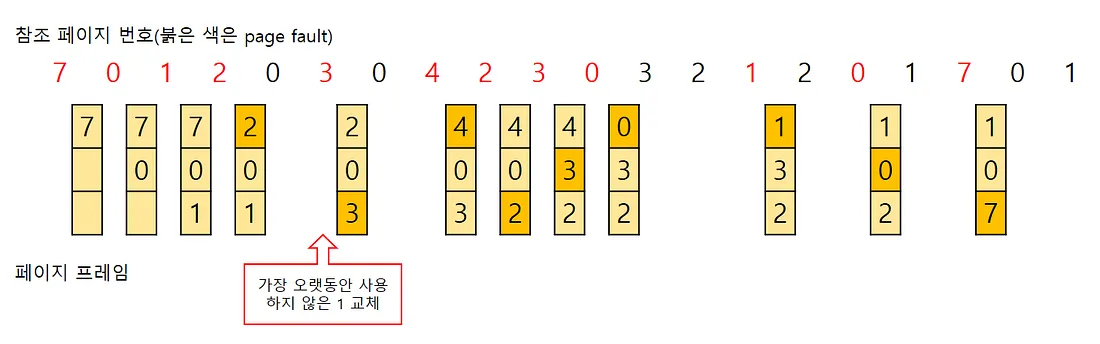 참조 페이지 번호(붉은 색은 page fault)
7 0 1 2 0 3 0 4 2 3 0 3 2 1 2 0 1 7 0 1
7 7 7 2 2 4 4 4 0 1 1 1
0 0 0 0 0 0 3 3 3 0 0
1 1 3 3 2 2 2 2 2 7
페이지 프레임
가장 오랫동안 사용
하지 않은 1 교체